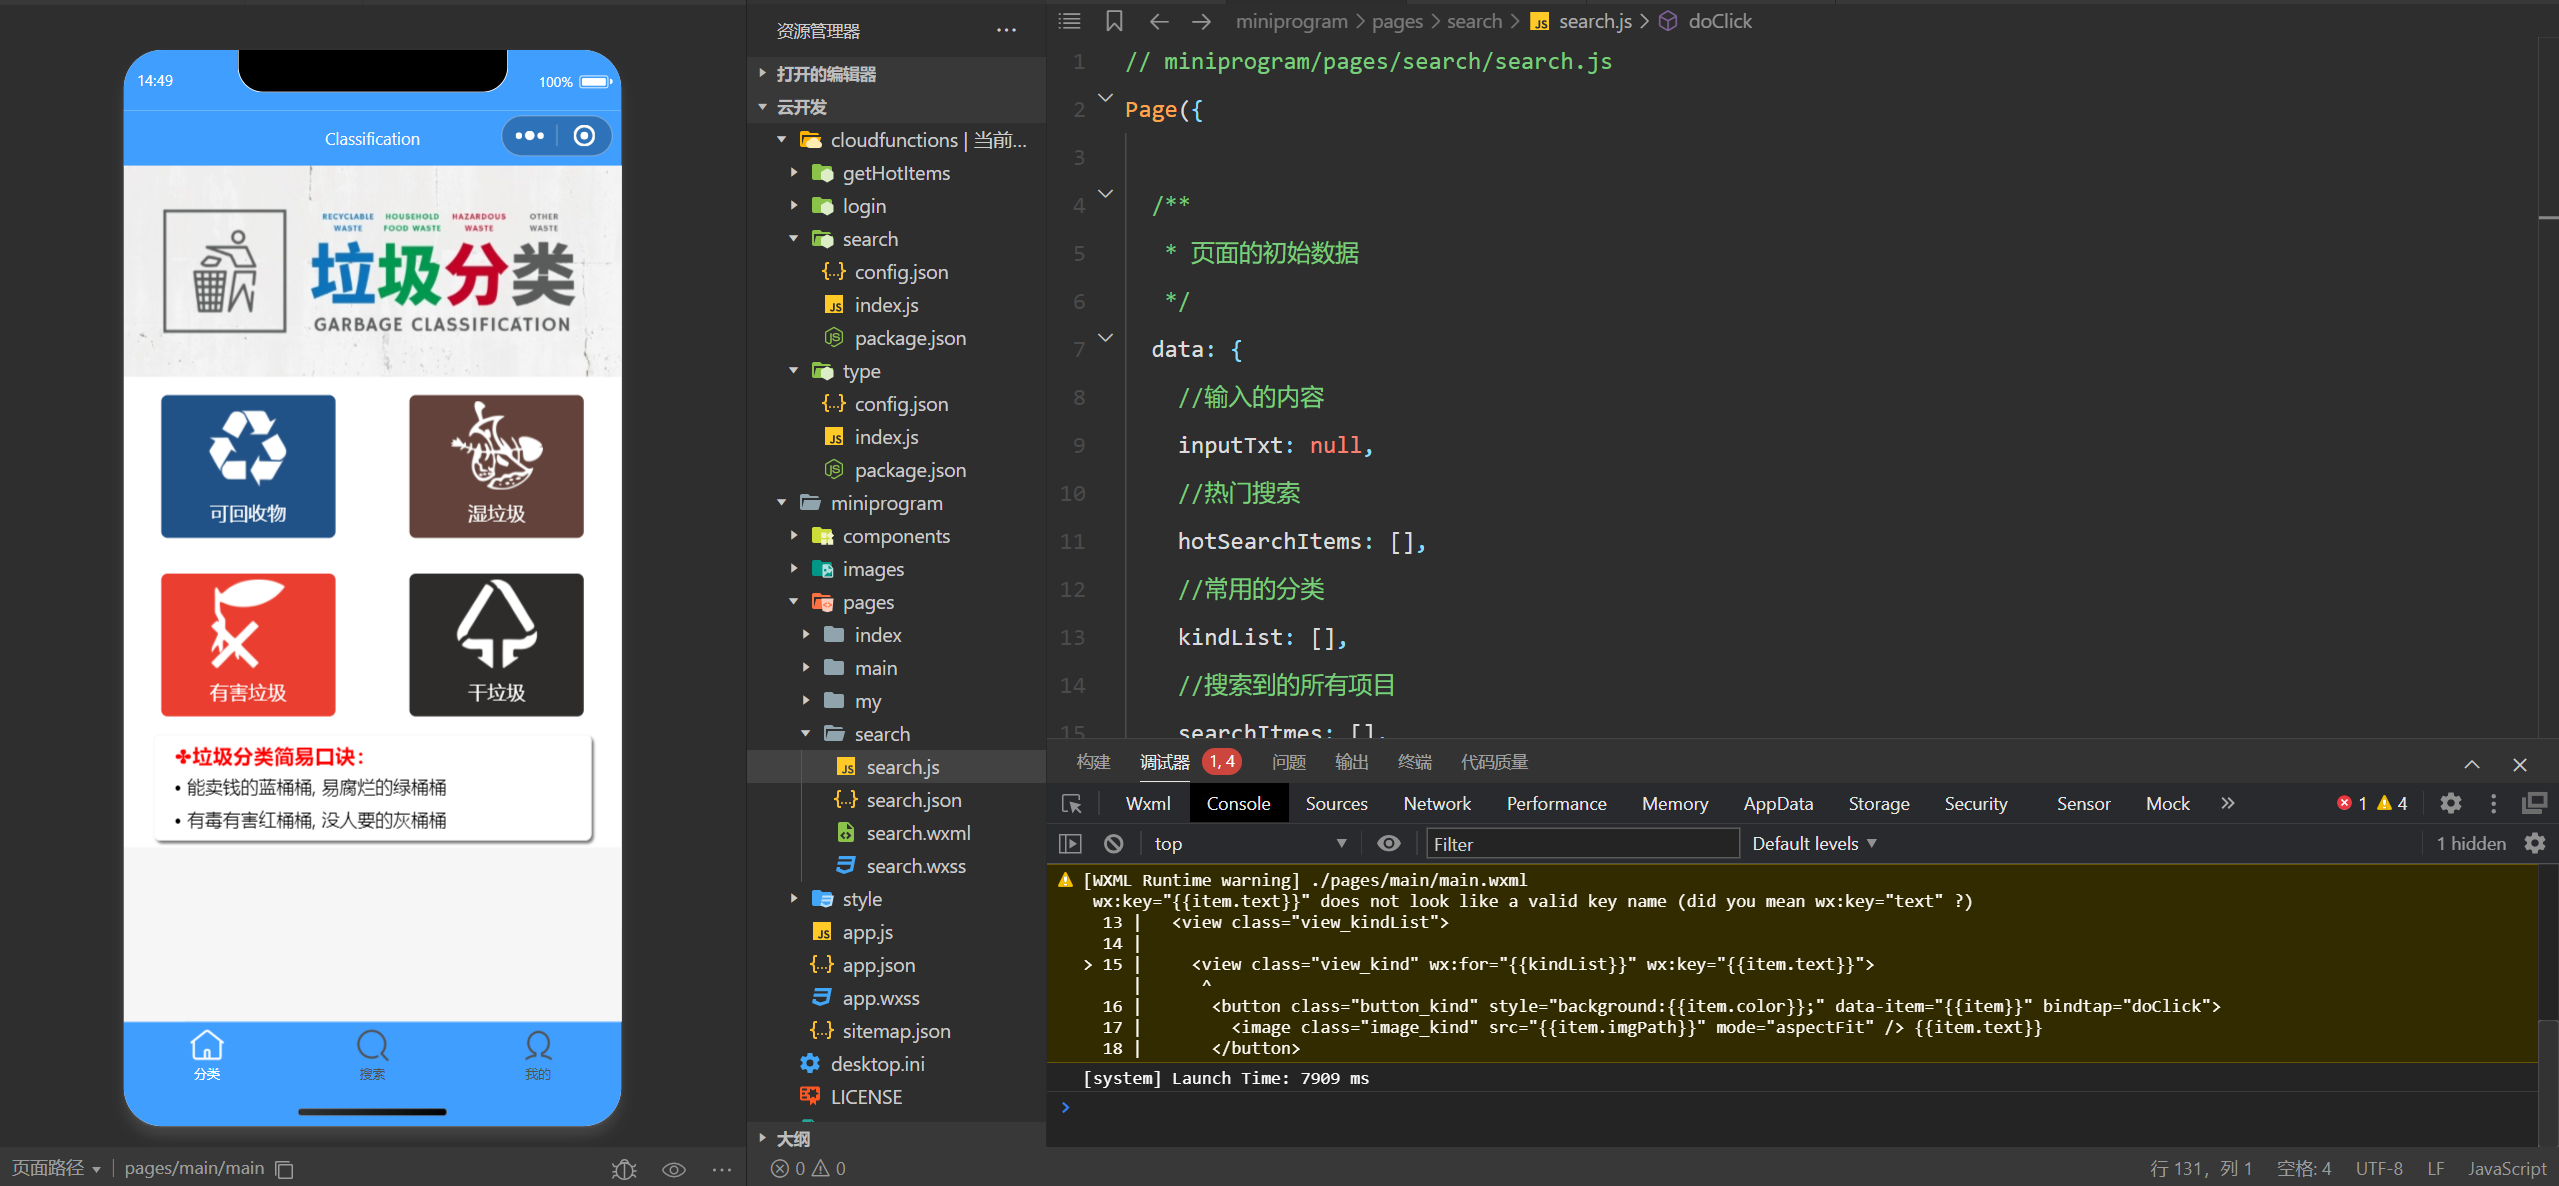 14:49
100%
Classification
RECYCLABLE WASTE
HOUSEHOLD FOOD WASTE
HAZARDOUS WASTE
OTHER WASTE
垃圾分类
GARBAGE CLASSIFICATION
可回收物
湿垃圾
有害垃圾
干垃圾
✤垃圾分类简易口诀：
• 能卖钱的蓝桶桶, 易腐烂的绿桶桶
• 有毒有害红桶桶, 没人要的灰桶桶
分类
搜索
我的
页面路径
pages/main/main
资源管理器
打开的编辑器
云开发
cloudfunctions | 当前...
getHotItems
login
search
config.json
index.js
package.json
type
config.json
index.js
package.json
miniprogram
components
images
pages
index
main
my
search
search.js
search.json
search.wxml
search.wxss
style
app.js
app.json
app.wxss
sitemap.json
desktop.ini
LICENSE
大纲
0
0
miniprogram > pages > search > search.js > doClick
1 // miniprogram/pages/search/search.js
2 Page({
3
4 /**
5 * 页面的初始数据
6 */
7 data: {
8 //输入的内容
9 inputTxt: null,
10 //热门搜索
11 hotSearchItems: [],
12 //常用的分类
13 kindList: [],
14 //搜索到的所有项目
15 searchItmes: [],
构建
调试器
1, 4
问题
输出
终端
代码质量
Wxml
Console
Sources
Network
Performance
Memory
AppData
Storage
Security
Sensor
Mock
1
4
top
Filter
Default levels
1 hidden
[WXML Runtime warning] ./pages/main/main.wxml
wx:key="{{item.text}}" does not look like a valid key name (did you mean wx:key="text" ?)
13 | <view class="view_kindList">
14 |
> 15 | <view class="view_kind" wx:for="{{kindList}}" wx:key="{{item.text}}">
| ^
16 | <button class="button_kind" style="background:{{item.color}};" data-item="{{item}}" bindtap="doClick">
17 | <image class="image_kind" src="{{item.imgPath}}" mode="aspectFit" /> {{item.text}}
18 | </button>
[system] Launch Time: 7909 ms
行 131，列 1
空格: 4
UTF-8
LF
JavaScript